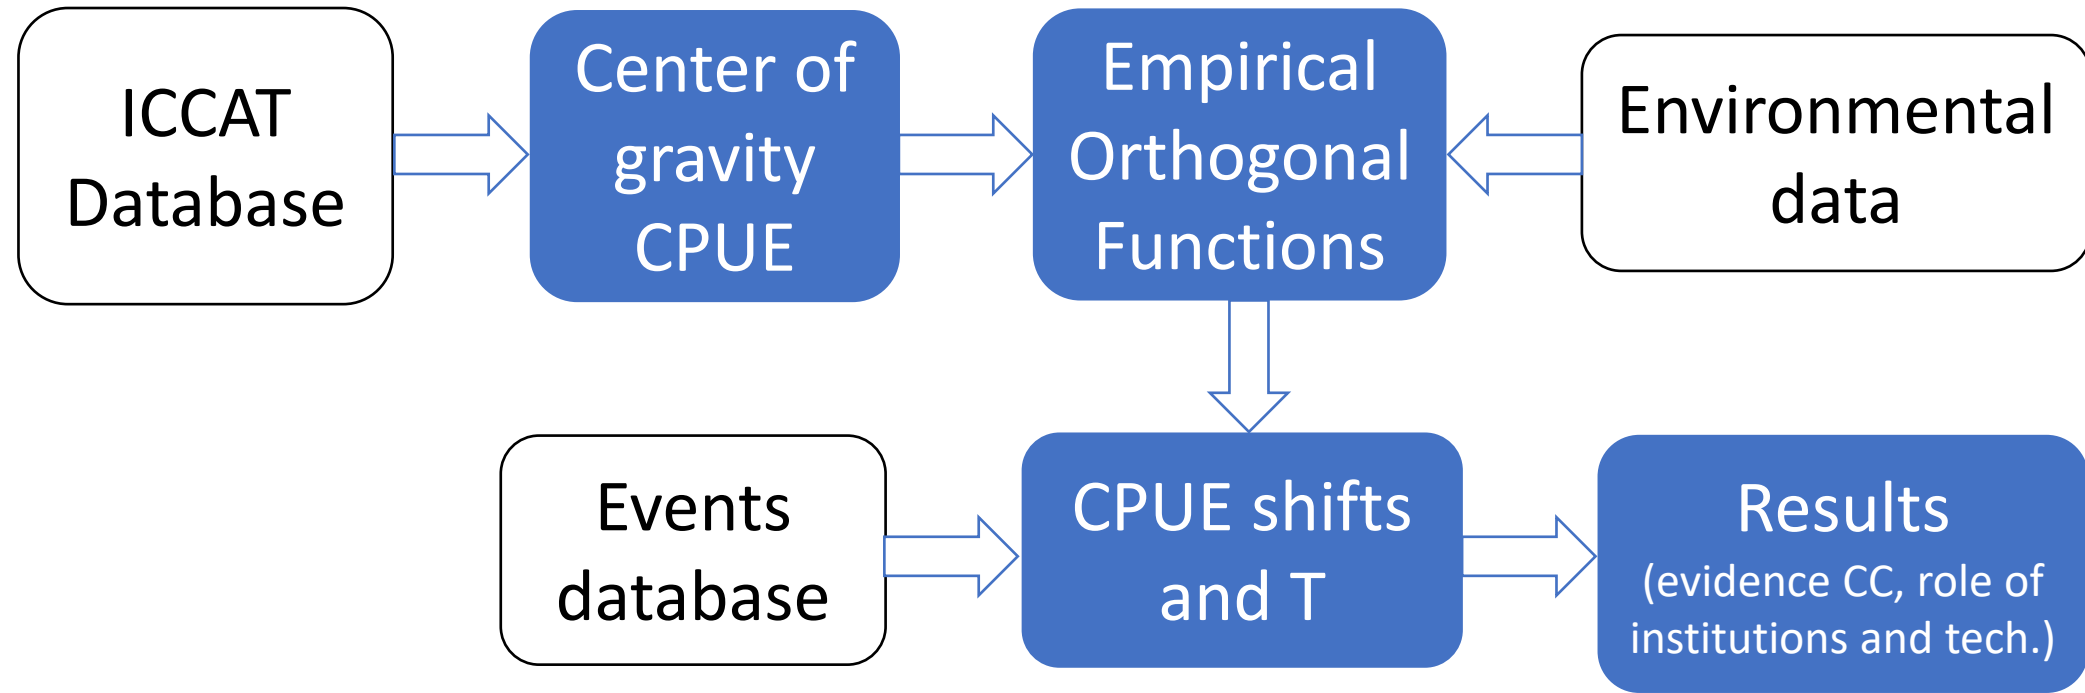 ICCAT
Database
Center of
gravity
CPUE
Empirical
Orthogonal
Functions
Environmental
data
Events
database
CPUE shifts
and T
Results
(evidence CC, role of
institutions and tech.)